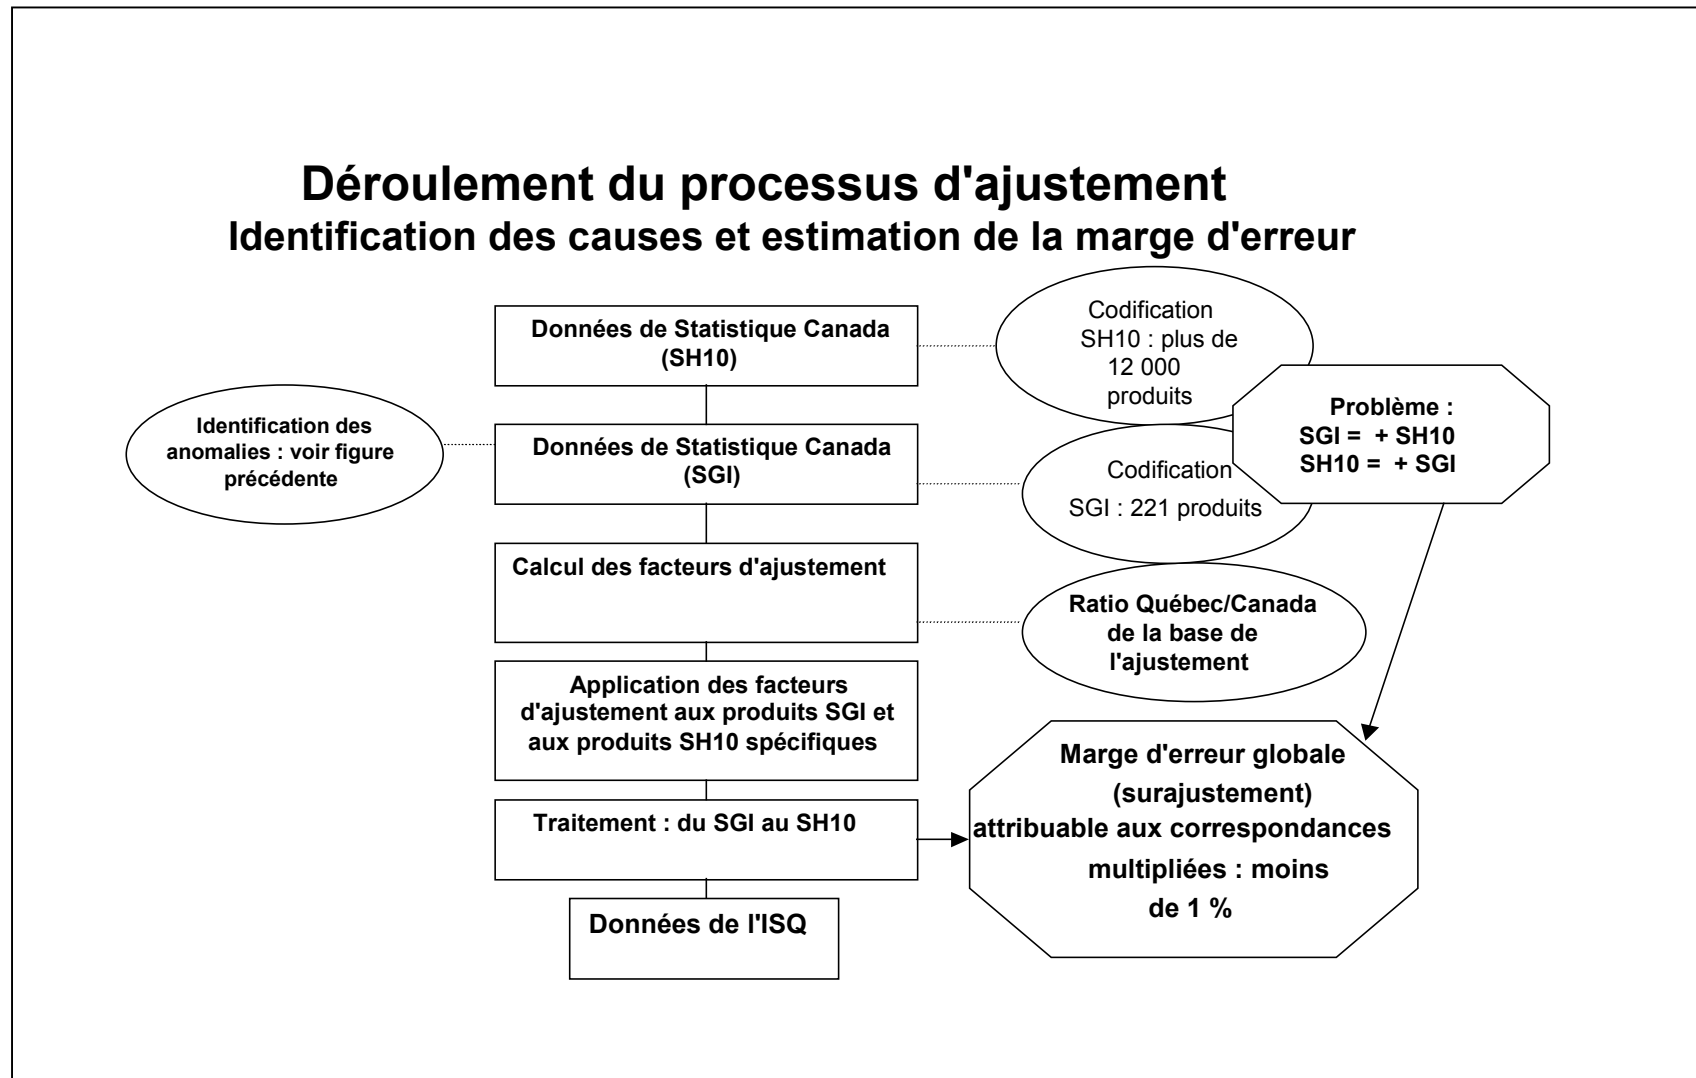 Déroulement du processus d'ajustement
Identification des causes et estimation de la marge d'erreur
Données de Statistique Canada
(SH10)
Codification
SH10 : plus de
12 000
produits
Problème :
SGI =  + SH10
SH10 =  + SGI
Identification des
anomalies : voir figure
précédente
Données de Statistique Canada
(SGI)
Codification
SGI : 221 produits
Calcul des facteurs d'ajustement
Ratio Québec/Canada
de la base de
l'ajustement
Application des facteurs
d'ajustement aux produits SGI et
aux produits SH10 spécifiques
Traitement : du SGI au SH10
Marge d'erreur globale
(surajustement)
attribuable aux correspondances
multipliées : moins
de 1 %
Données de l'ISQ